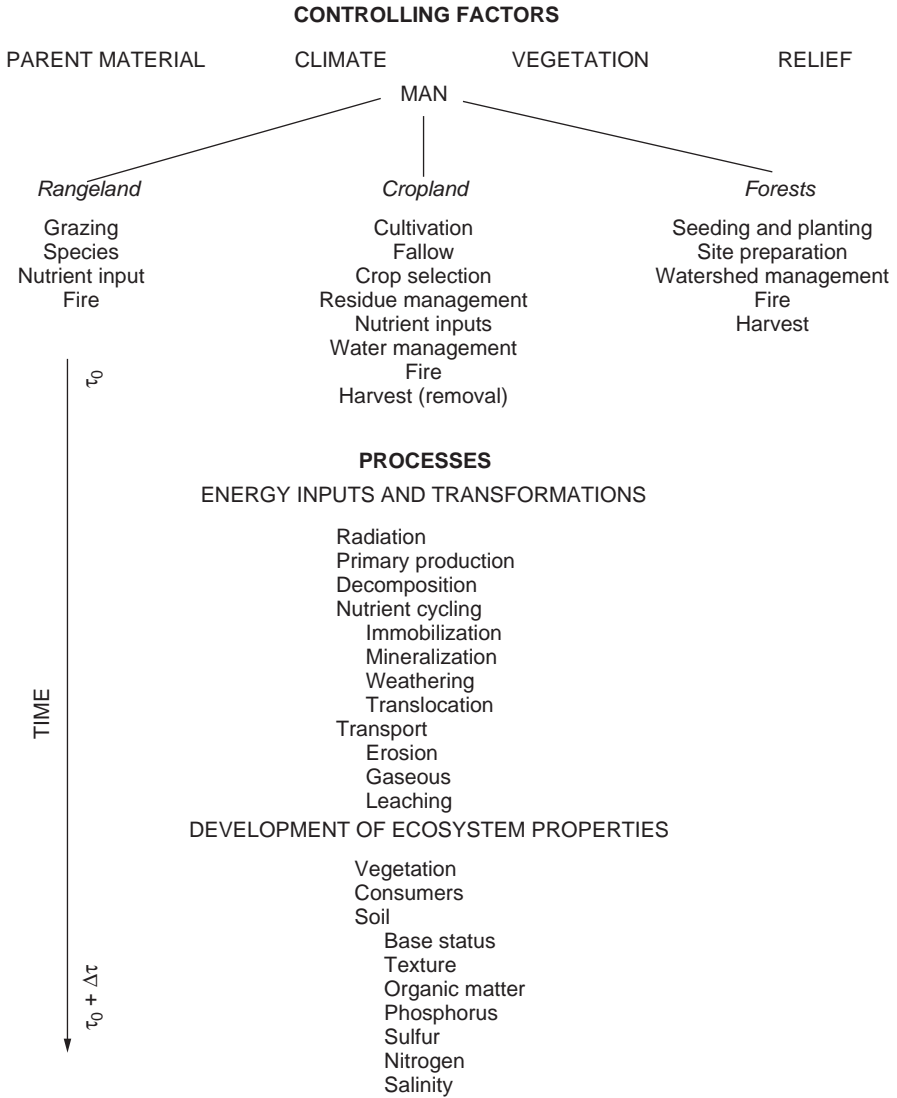 CONTROLLING FACTORS
PARENT MATERIAL CLIMATE VEGETATION RELIEF
MAN
Rangeland
Grazing
Species
Nutrient input
Fire
Cropland
Cultivation
Fallow
Crop selection
Residue management
Nutrient inputs
Water management
Fire
Harvest (removal)
Forests
Seeding and planting
Site preparation
Watershed management
Fire
Harvest
τ₀
TIME
τ₀ + Δτ
PROCESSES
ENERGY INPUTS AND TRANSFORMATIONS
Radiation
Primary production
Decomposition
Nutrient cycling
Immobilization
Mineralization
Weathering
Translocation
Transport
Erosion
Gaseous
Leaching
DEVELOPMENT OF ECOSYSTEM PROPERTIES
Vegetation
Consumers
Soil
Base status
Texture
Organic matter
Phosphorus
Sulfur
Nitrogen
Salinity